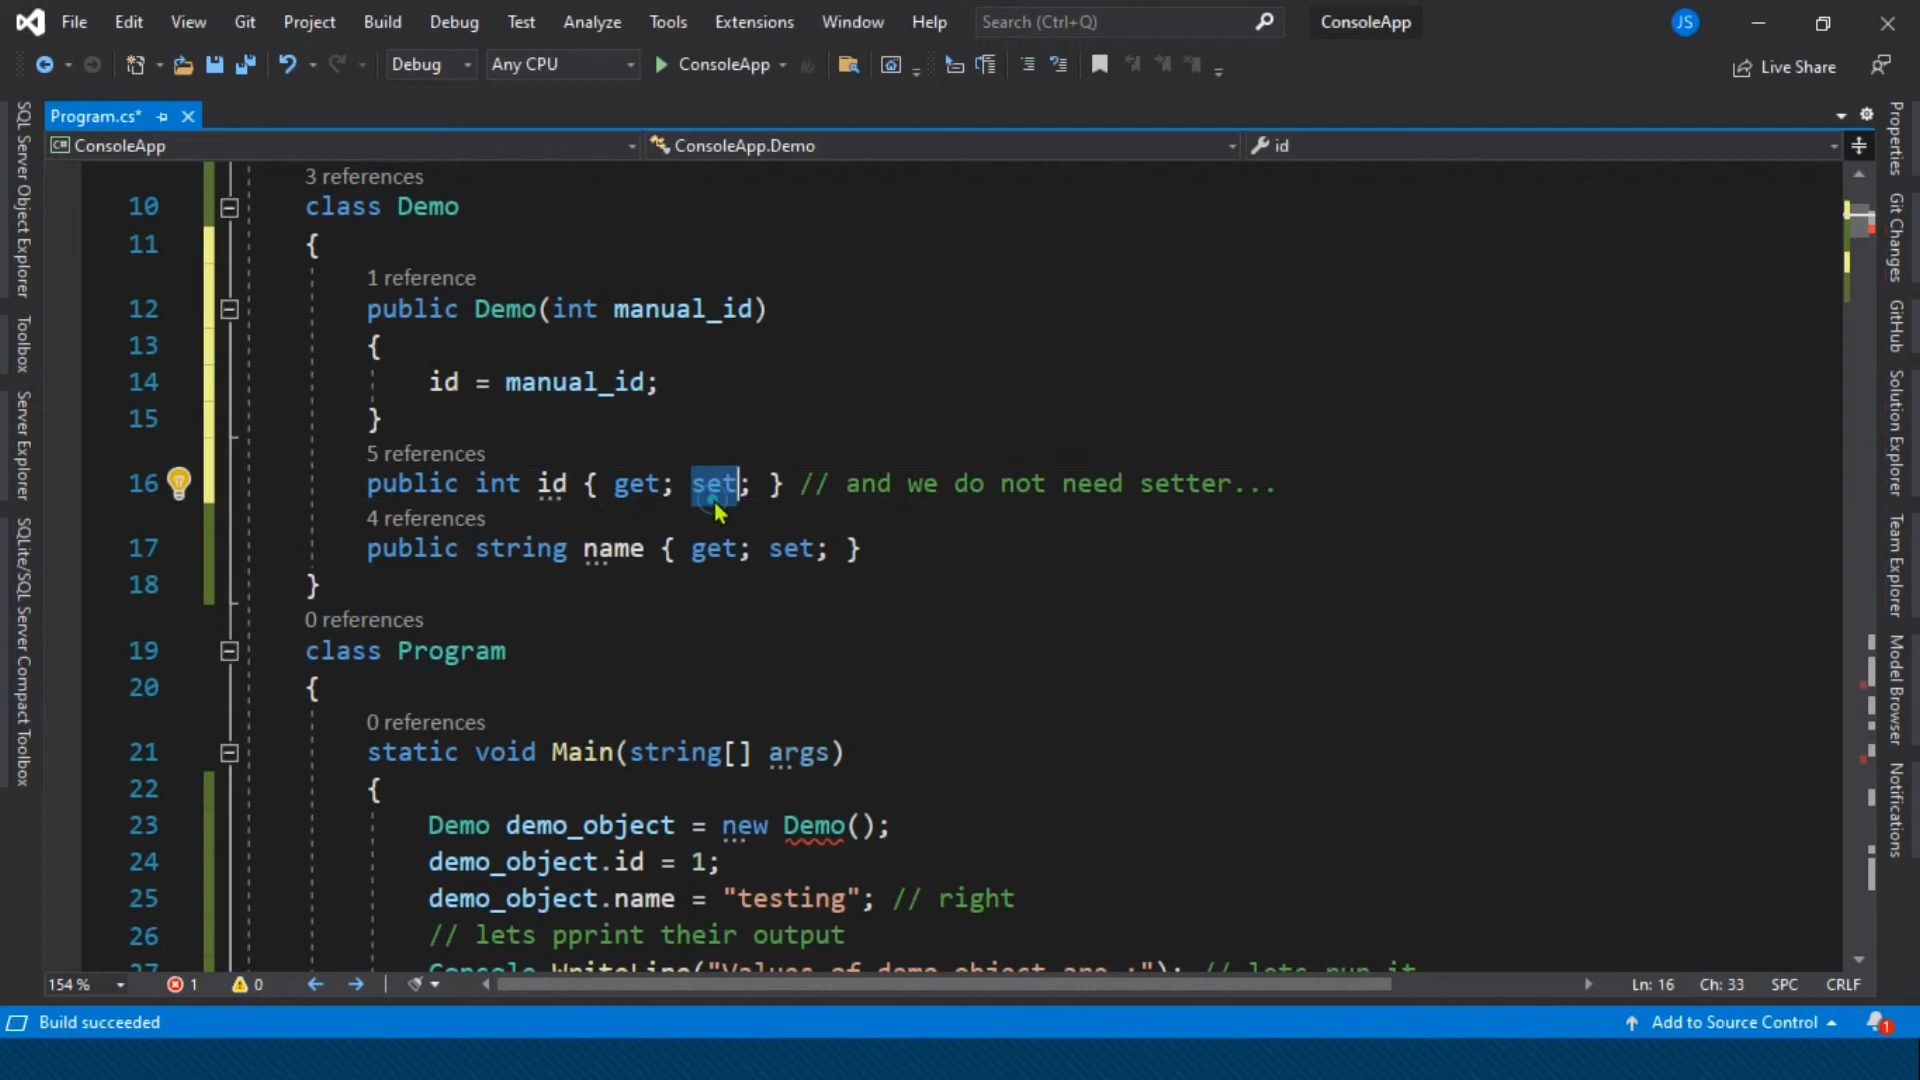 File Edit View Git Project Build Debug Test Analyze Tools Extensions Window Help Search (Ctrl+Q) ConsoleApp JS
Debug Any CPU ConsoleApp Live Share
Program.cs*
C# ConsoleApp ConsoleApp.Demo id
3 references
10 class Demo
11 {
1 reference
12 public Demo(int manual_id)
13 {
14 id = manual_id;
15 }
5 references
16 public int id { get; set; } // and we do not need setter...
4 references
17 public string name { get; set; }
18 }
0 references
19 class Program
20 {
0 references
21 static void Main(string[] args)
22 {
23 Demo demo_object = new Demo();
24 demo_object.id = 1;
25 demo_object.name = "testing"; // right
26 // lets pprint their output
27 Console.WriteLine("Values of demo object are :"); // lets run it
154 % 1 0 Ln: 16 Ch: 33 SPC CRLF
Build succeeded Add to Source Control 1
SQL Server Object Explorer
Toolbox
Server Explorer
SQLite/SQL Server Compact Toolbox
Properties
Git Changes
GitHub
Solution Explorer
Team Explorer
Model Browser
Notifications